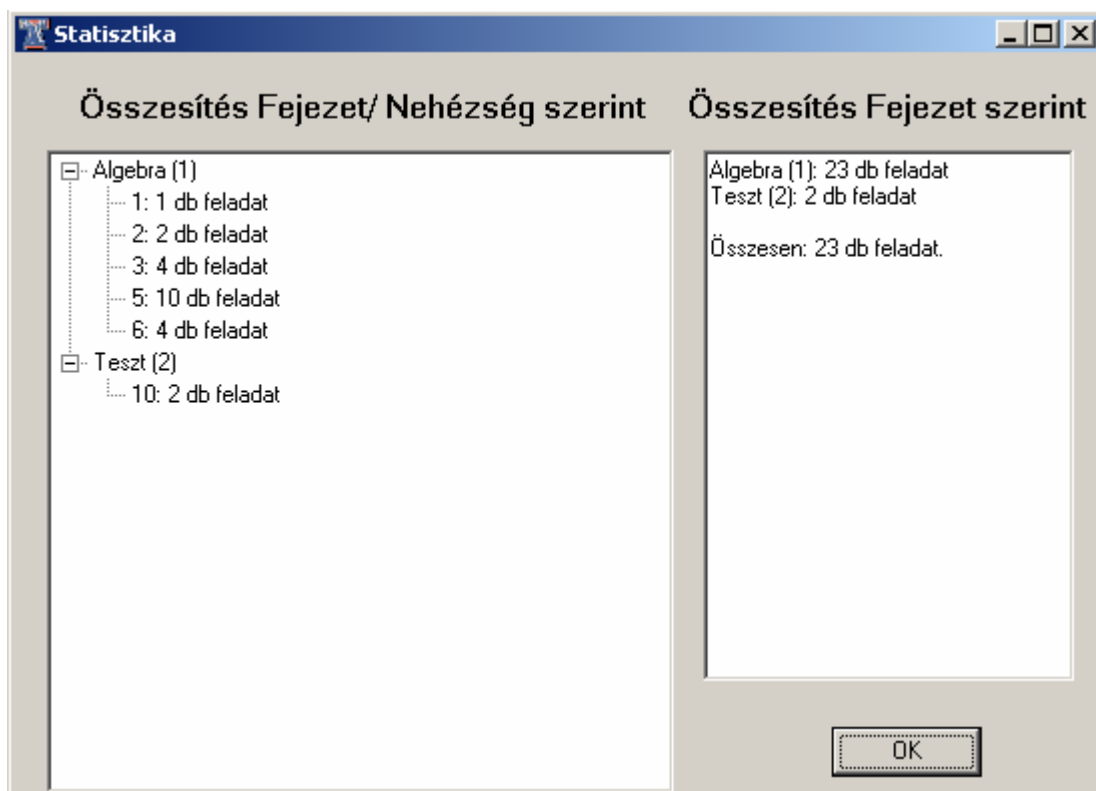 Statisztika
Összesítés Fejezet/ Nehézség szerint
Algebra (1)
1: 1 db feladat
2: 2 db feladat
3: 4 db feladat
5: 10 db feladat
6: 4 db feladat
Teszt (2)
10: 2 db feladat
Összesítés Fejezet szerint
Algebra (1): 23 db feladat
Teszt (2): 2 db feladat
Összesen: 23 db feladat.
OK